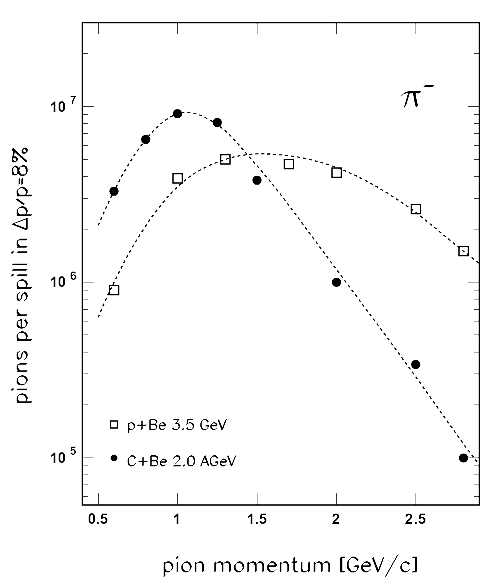 π⁻
10⁷
10⁶
10⁵
pions per spill in Δp/p=8%
p+Be 3.5 GeV
C+Be 2.0 AGeV
0.5 1 1.5 2 2.5
pion momentum [GeV/c]